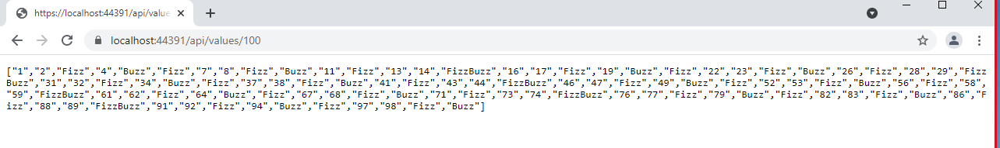 https://localhost:44391/api/value
localhost:44391/api/values/100
["1","2","Fizz","4","Buzz","Fizz","7","8","Fizz","Buzz","11","Fizz","13","14","FizzBuzz","16","17","Fizz","19","Buzz","Fizz","22","23","Fizz","Buzz","26","Fizz","28","29","Fizz
Buzz","31","32","Fizz","34","Buzz","Fizz","37","38","Fizz","Buzz","41","Fizz","43","44","FizzBuzz","46","47","Fizz","49","Buzz","Fizz","52","53","Fizz","Buzz","56","Fizz","58",
"59","FizzBuzz","61","62","Fizz","64","Buzz","Fizz","67","68","Fizz","Buzz","71","Fizz","73","74","FizzBuzz","76","77","Fizz","79","Buzz","Fizz","82","83","Fizz","Buzz","86","F
izz","88","89","FizzBuzz","91","92","Fizz","94","Buzz","Fizz","97","98","Fizz","Buzz"]